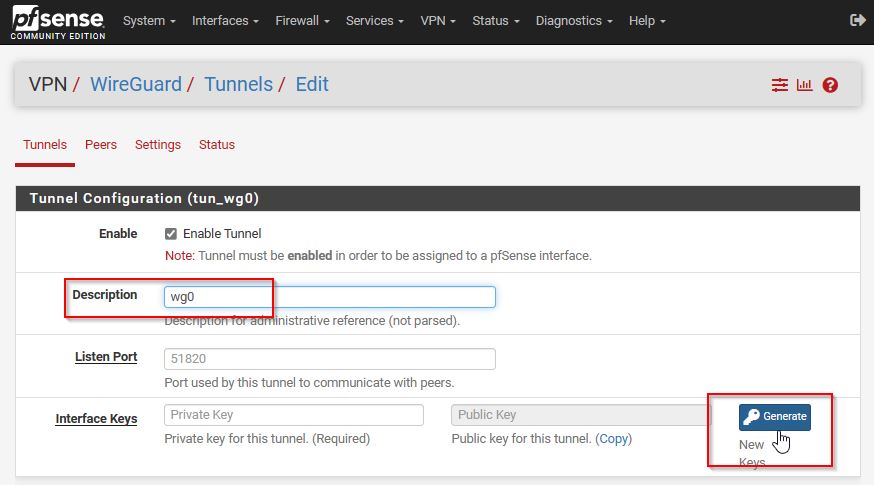 pfsense
COMMUNITY EDITION
System Interfaces Firewall Services VPN Status Diagnostics Help
VPN / WireGuard / Tunnels / Edit
Tunnels Peers Settings Status
Tunnel Configuration (tun_wg0)
Enable Enable Tunnel
Note: Tunnel must be enabled in order to be assigned to a pfSense interface.
Description wg0
Description for administrative reference (not parsed).
Listen Port 51820
Port used by this tunnel to communicate with peers.
Interface Keys Private Key Public Key Generate
Private key for this tunnel. (Required) Public key for this tunnel. (Copy) New
Keys